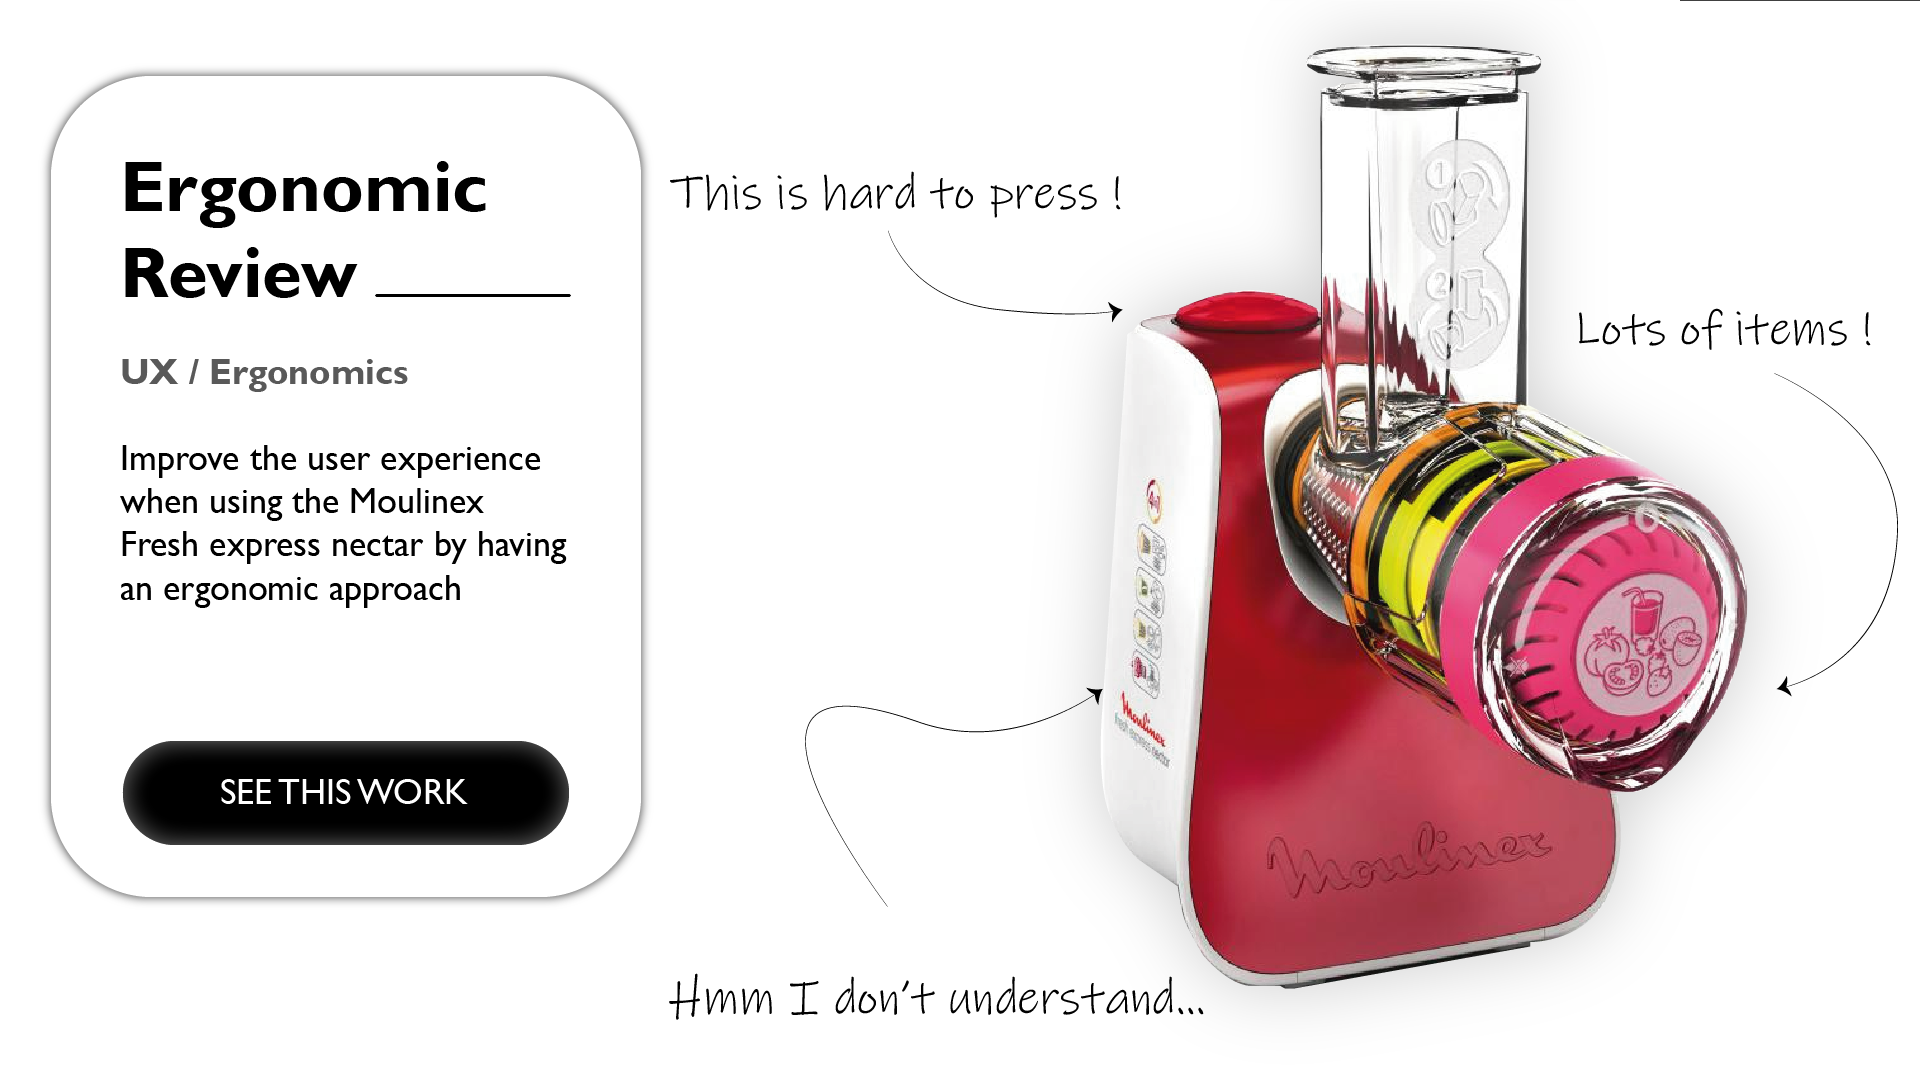 Ergonomic
Review
UX / Ergonomics
Improve the user experience
when using the Moulinex
Fresh express nectar by having
an ergonomic approach
SEE THIS WORK
This is hard to press !
Lots of items !
Hmm I don't understand...
1
2
Moulinex
fresh express nectar
Moulinex